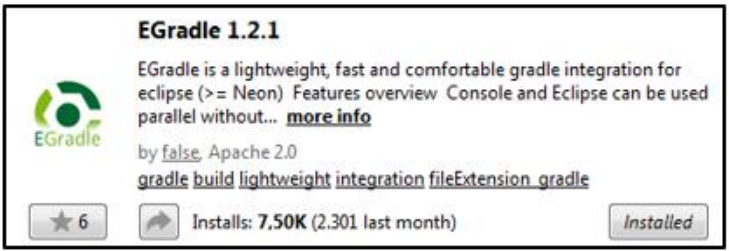 EGradle 1.2.1
EGradle is a lightweight, fast and comfortable gradle integration for
eclipse (>= Neon)  Features overview  Console and Eclipse can be used
parallel without...  more info
EGradle
by false, Apache 2.0
gradle build lightweight integration fileExtension_gradle
6
Installs: 7,50K (2.301 last month)
Installed